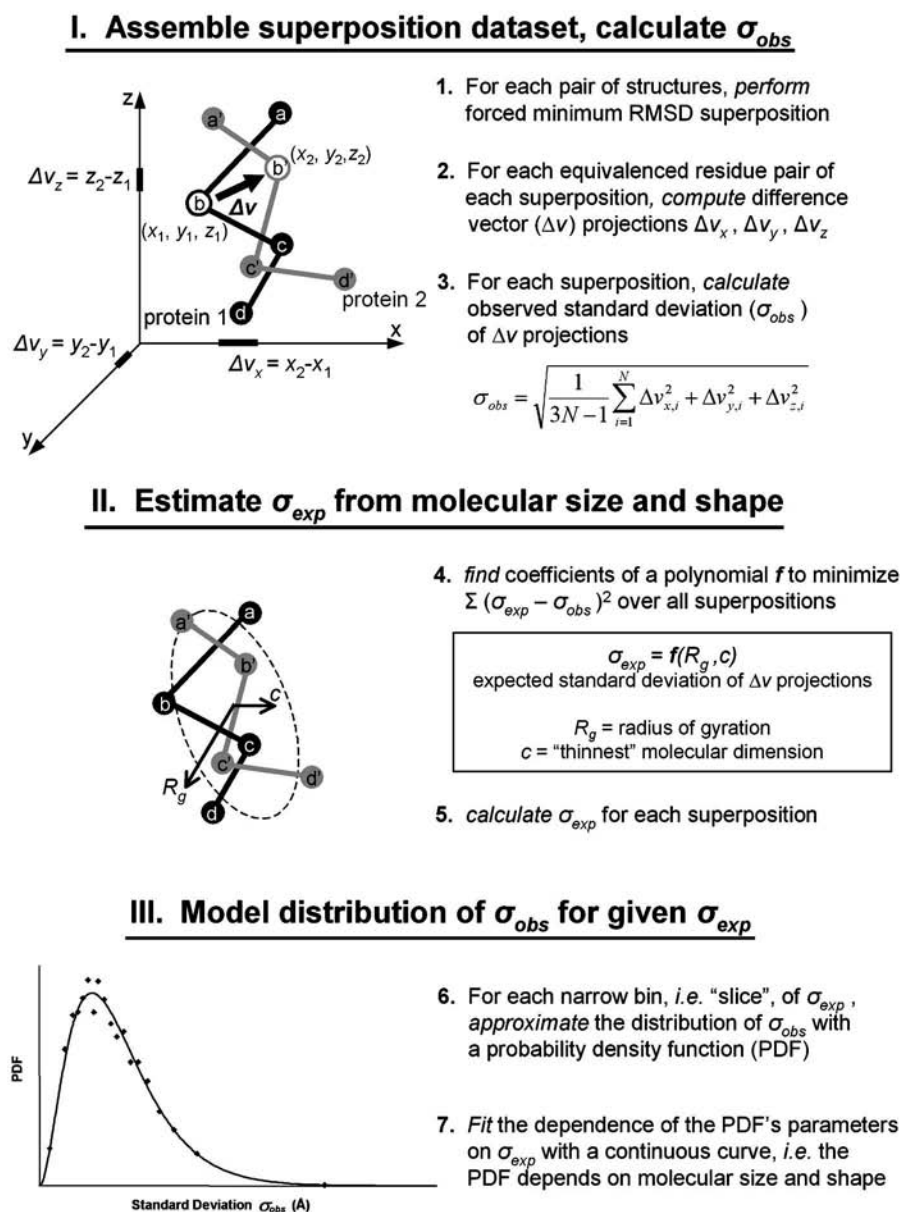 I. Assemble superposition dataset, calculate σobs
z
a'
a
b'
(x2, y2,z2)
Δvz = z2-z1
b
Δv
(x1, y1, z1)
c
c'
d'
protein 2
protein 1
d
x
Δvy = y2-y1
Δvx = x2-x1
y
1. For each pair of structures, perform
forced minimum RMSD superposition
2. For each equivalenced residue pair of
each superposition, compute difference
vector (Δv) projections Δvx , Δvy , Δvz
3. For each superposition, calculate
observed standard deviation (σobs )
of Δv projections
σobs = √(1/(3N−1) ∑i=1N Δv²x,i + Δv²y,i + Δv²z,i)
II. Estimate σexp from molecular size and shape
a'
a
b'
b
c
c
c'
d'
Rg
d
4. find coefficients of a polynomial f to minimize
Σ (σexp – σobs )² over all superpositions
σexp = f(Rg ,c)
expected standard deviation of Δv projections
Rg = radius of gyration
c = “thinnest” molecular dimension
5. calculate σexp for each superposition
III. Model distribution of σobs for given σexp
PDF
Standard Deviation σobs (Å)
6. For each narrow bin, i.e. “slice”, of σexp ,
approximate the distribution of σobs with
a probability density function (PDF)
7. Fit the dependence of the PDF’s parameters
on σexp with a continuous curve, i.e. the
PDF depends on molecular size and shape